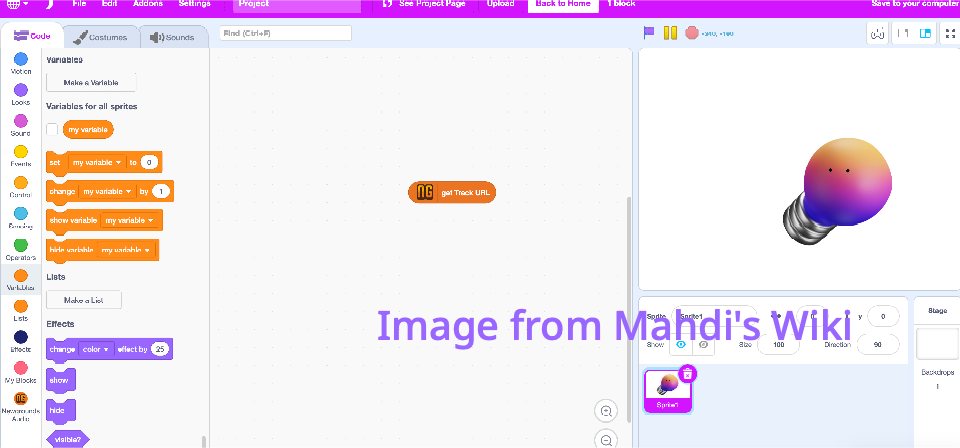 File Edit Addons Settings Project See Project Page Upload Back to Home 1 block Save to your computer
Code Costumes Sounds Find (Ctrl+F)
Motion
Looks
Sound
Events
Control
Sensing
Operators
Variables
Lists
Effects
My Blocks
Newgrounds
Audio
Variables
Make a Variable
Variables for all sprites
my variable
set my variable to 0
change my variable by 1
show variable my variable
hide variable my variable
Lists
Make a List
Effects
change color effect by 25
show
hide
visible?
NG get Track URL
Image from Mahdi's Wiki
Sprite Sprite1 y 0
Show Size 100 Direction 90
Sprite1
Stage
Backdrops
1